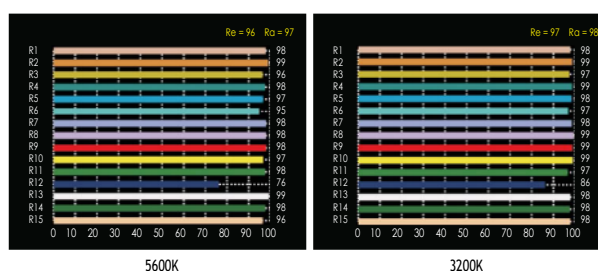 Re = 96 Ra = 97
R1 98
R2 99
R3 96
R4 98
R5 97
R6 95
R7 98
R8 98
R9 98
R10 97
R11 98
R12 76
R13 99
R14 98
R15 96
0 10 20 30 40 50 60 70 80 90 100
5600K
Re = 97 Ra = 98
R1 98
R2 99
R3 97
R4 99
R5 98
R6 97
R7 98
R8 99
R9 99
R10 99
R11 97
R12 86
R13 98
R14 98
R15 98
0 10 20 30 40 50 60 70 80 90 100
3200K